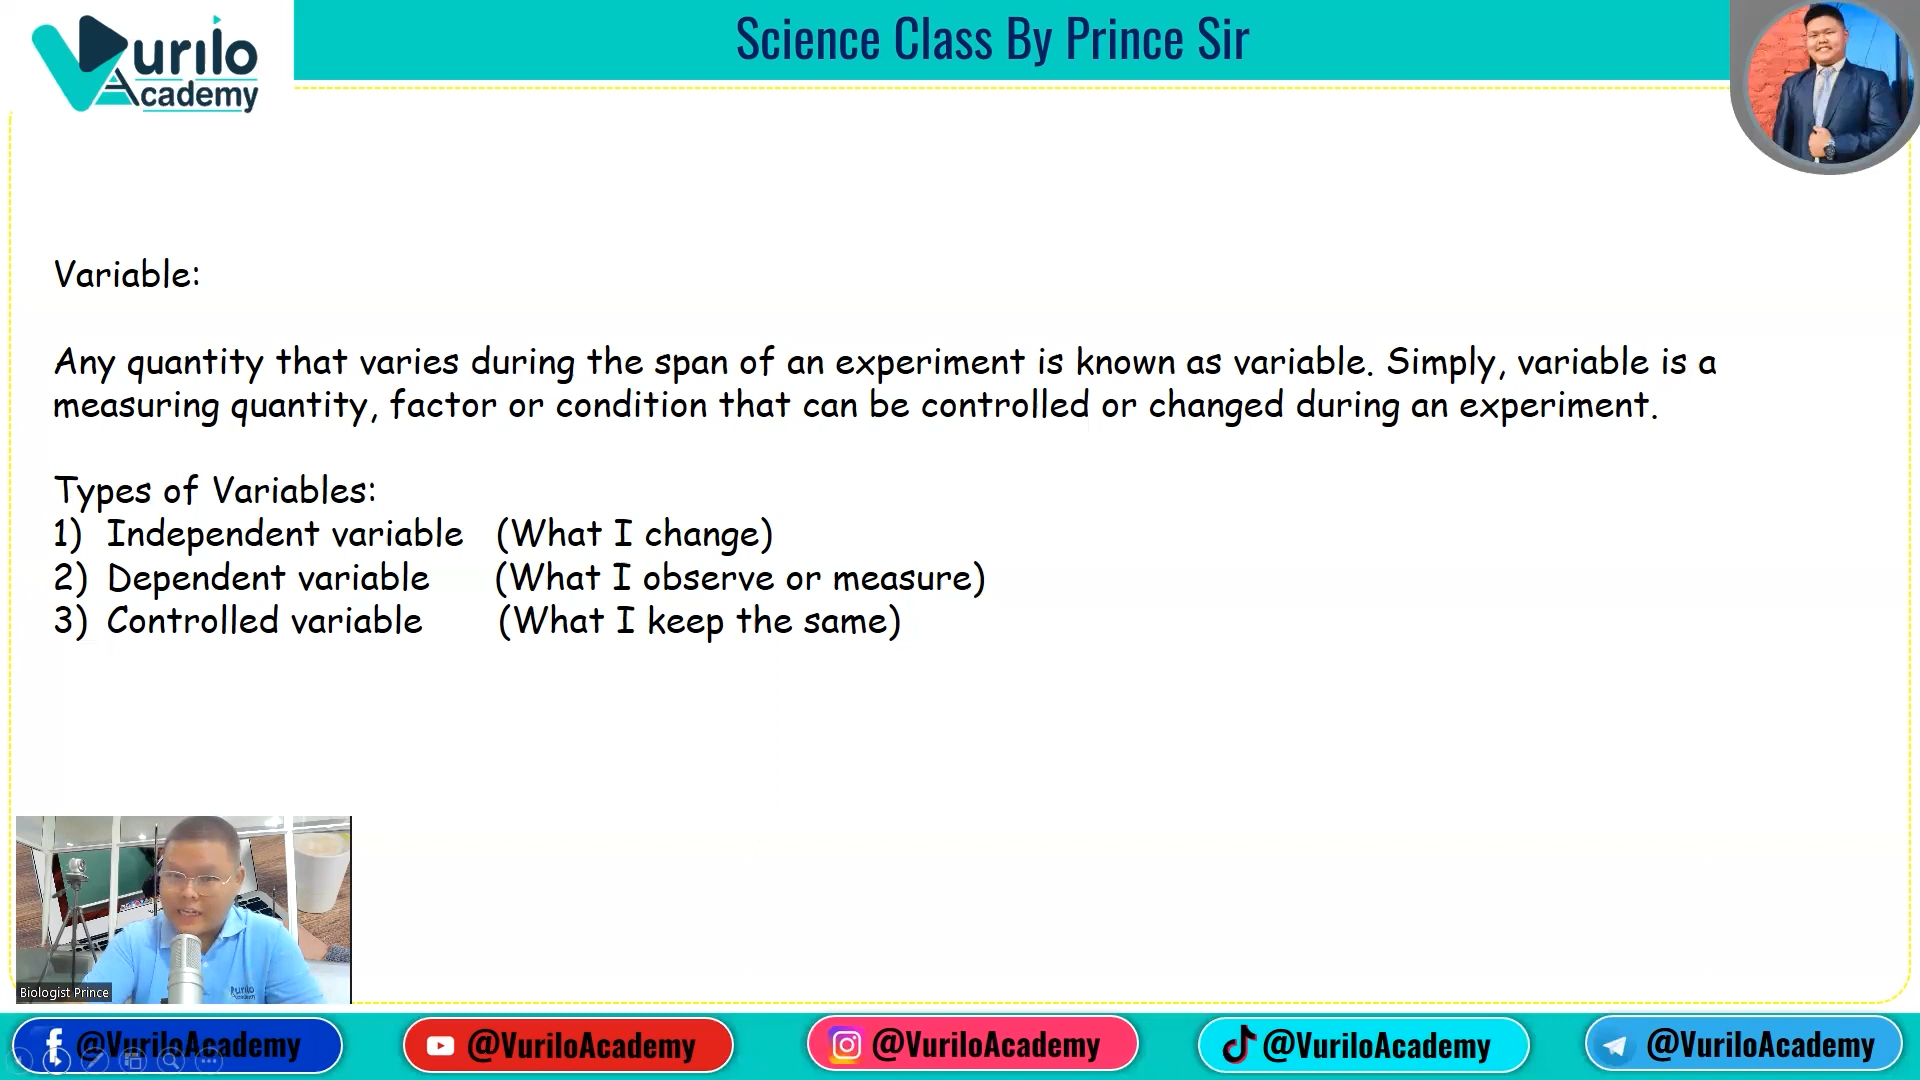 Vurilo
Academy
Science Class By Prince Sir
Variable:
Any quantity that varies during the span of an experiment is known as variable. Simply, variable is a
measuring quantity, factor or condition that can be controlled or changed during an experiment.
Types of Variables:
1) Independent variable (What I change)
2) Dependent variable (What I observe or measure)
3) Controlled variable (What I keep the same)
Vurilo
Academy
Biologist Prince
@VuriloAcademy
@VuriloAcademy
@VuriloAcademy
@VuriloAcademy
@VuriloAcademy